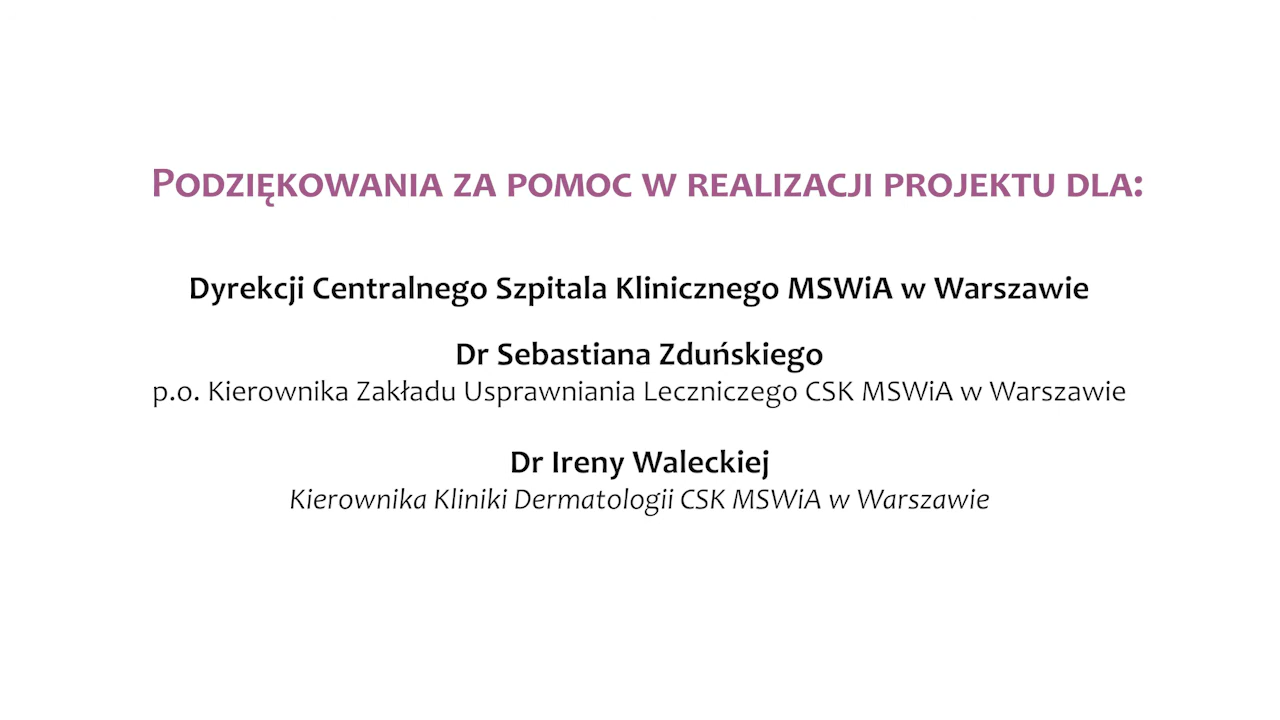 Podziękowania za pomoc w realizacji projektu dla:
Dyrekcji Centralnego Szpitala Klinicznego MSWiA w Warszawie
Dr Sebastiana Zduńskiego
p.o. Kierownika Zakładu Usprawniania Leczniczego CSK MSWiA w Warszawie
Dr Ireny Waleckiej
Kierownika Kliniki Dermatologii CSK MSWiA w Warszawie